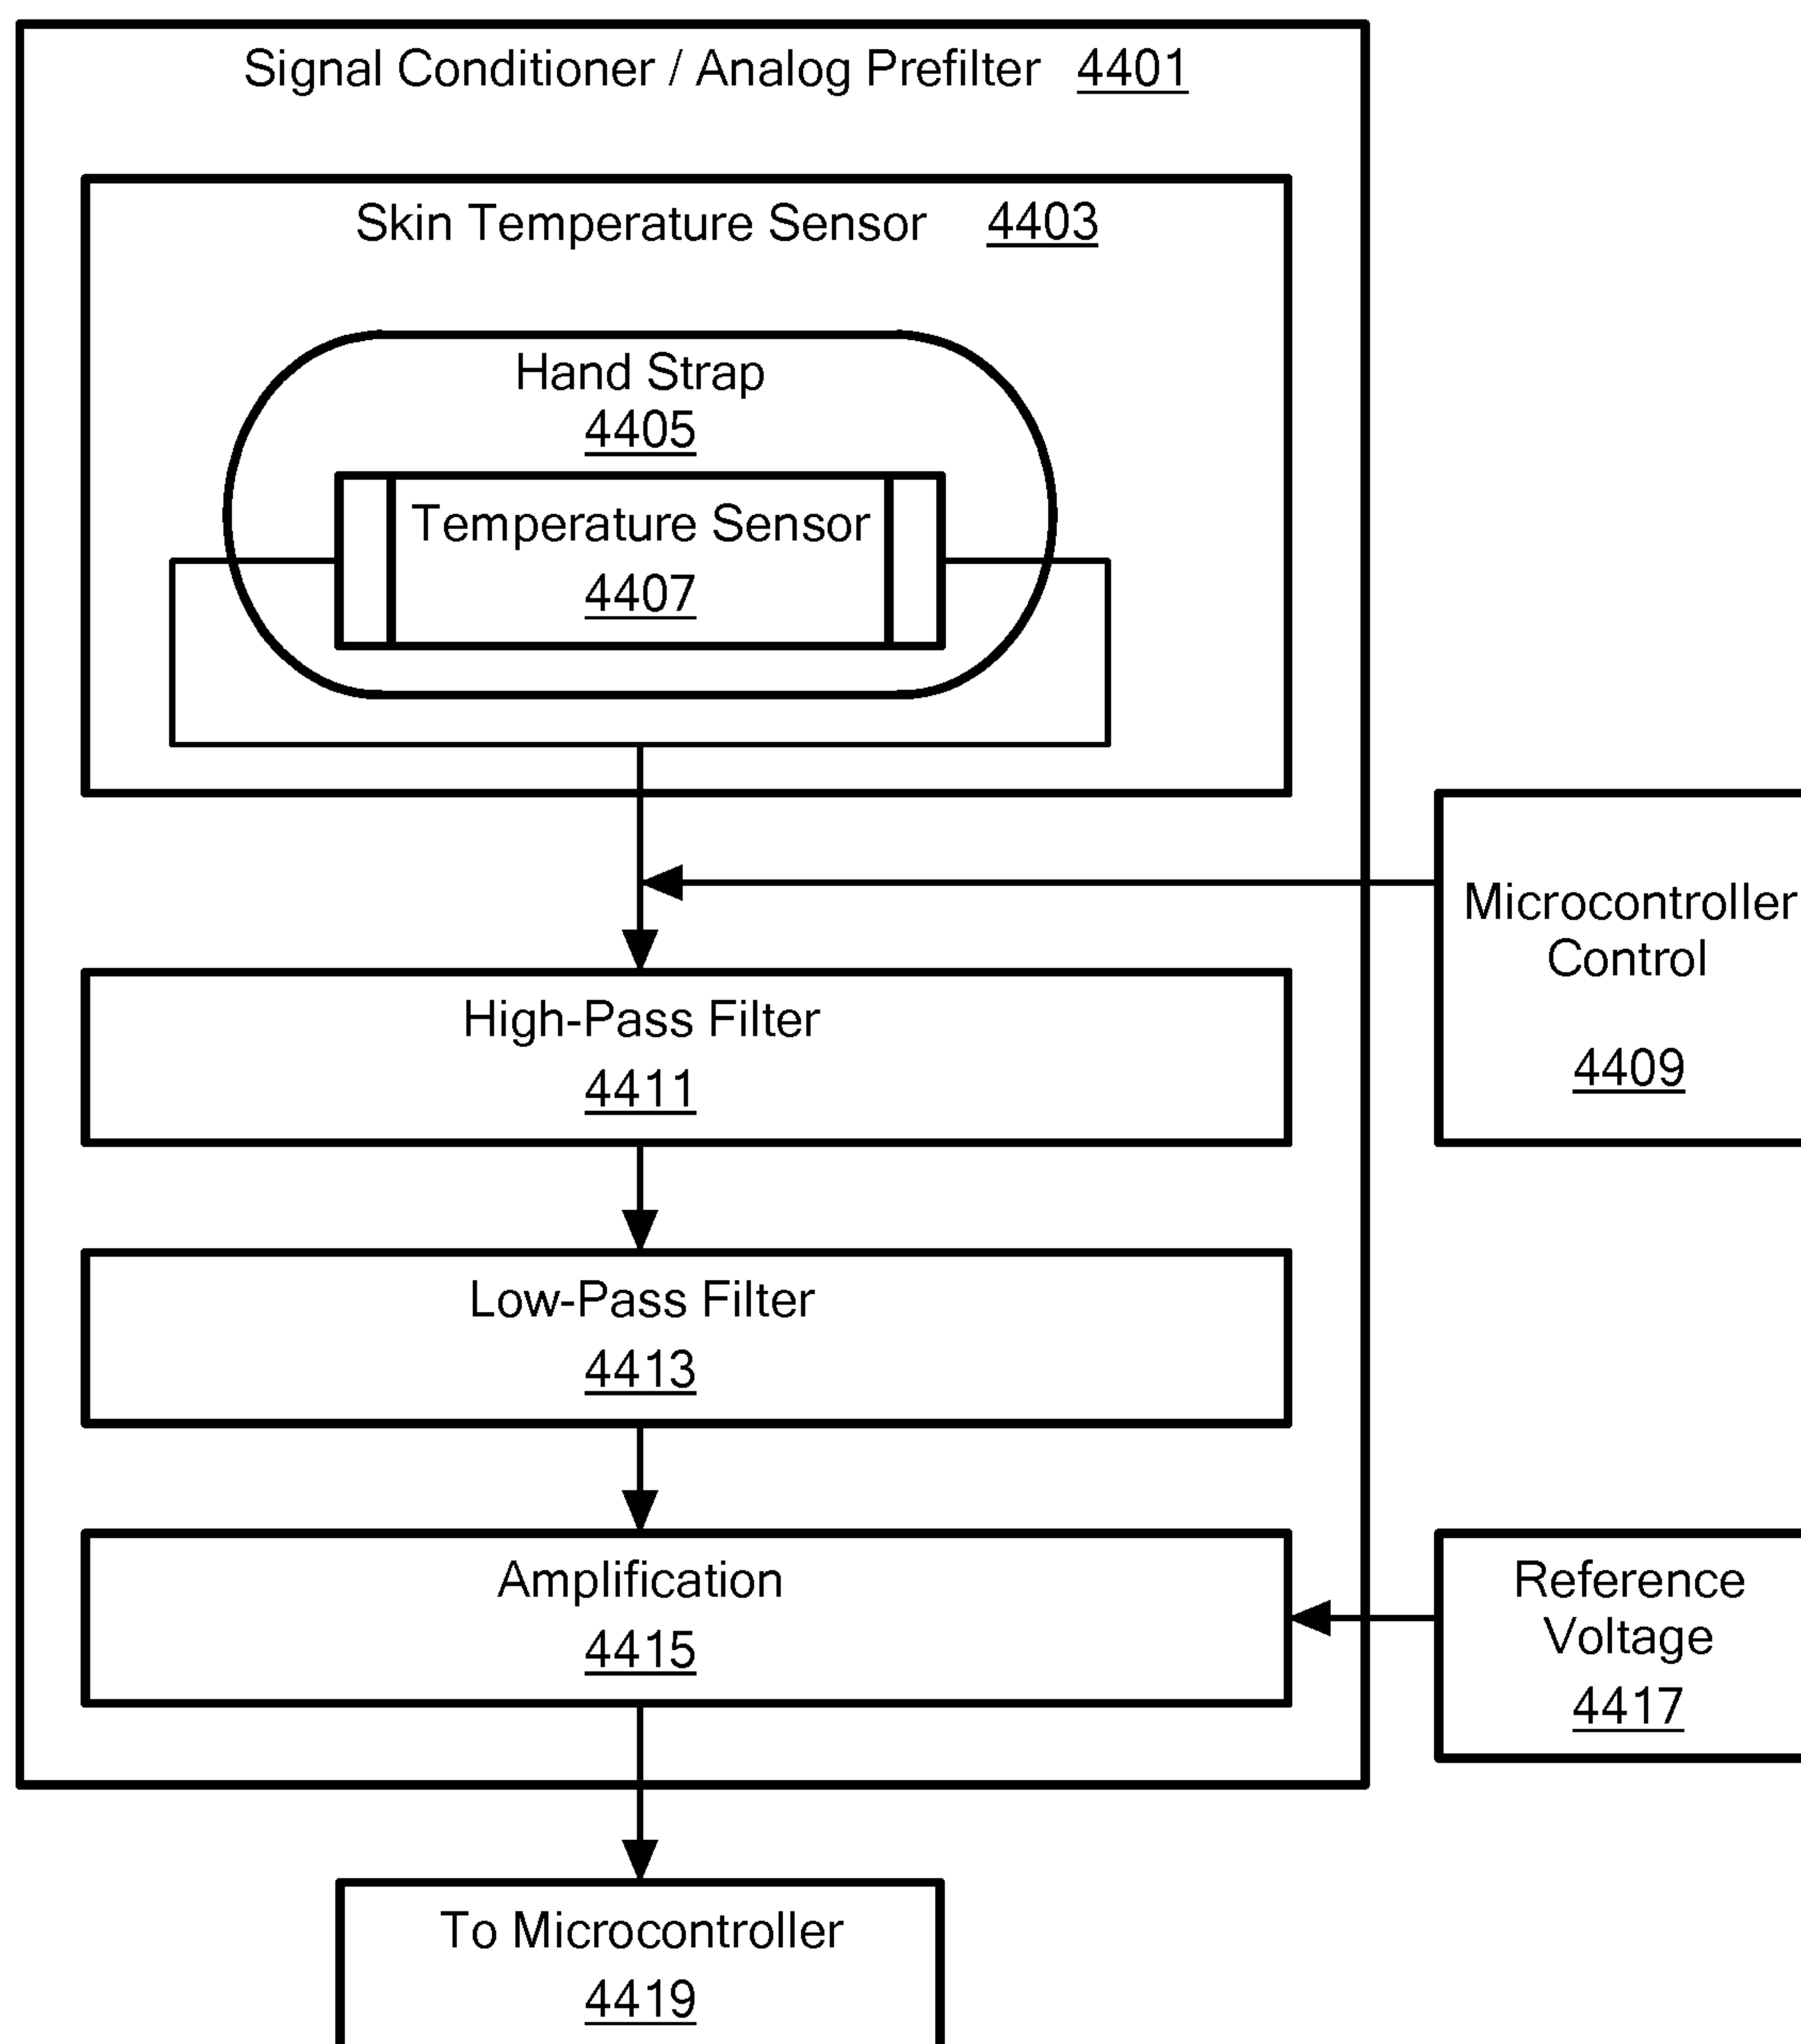 Signal Conditioner / Analog Prefilter 4401
Skin Temperature Sensor 4403
Hand Strap
4405
Temperature Sensor
4407
Microcontroller
Control
4409
High-Pass Filter
4411
Low-Pass Filter
4413
Amplification
4415
Reference
Voltage
4417
To Microcontroller
4419